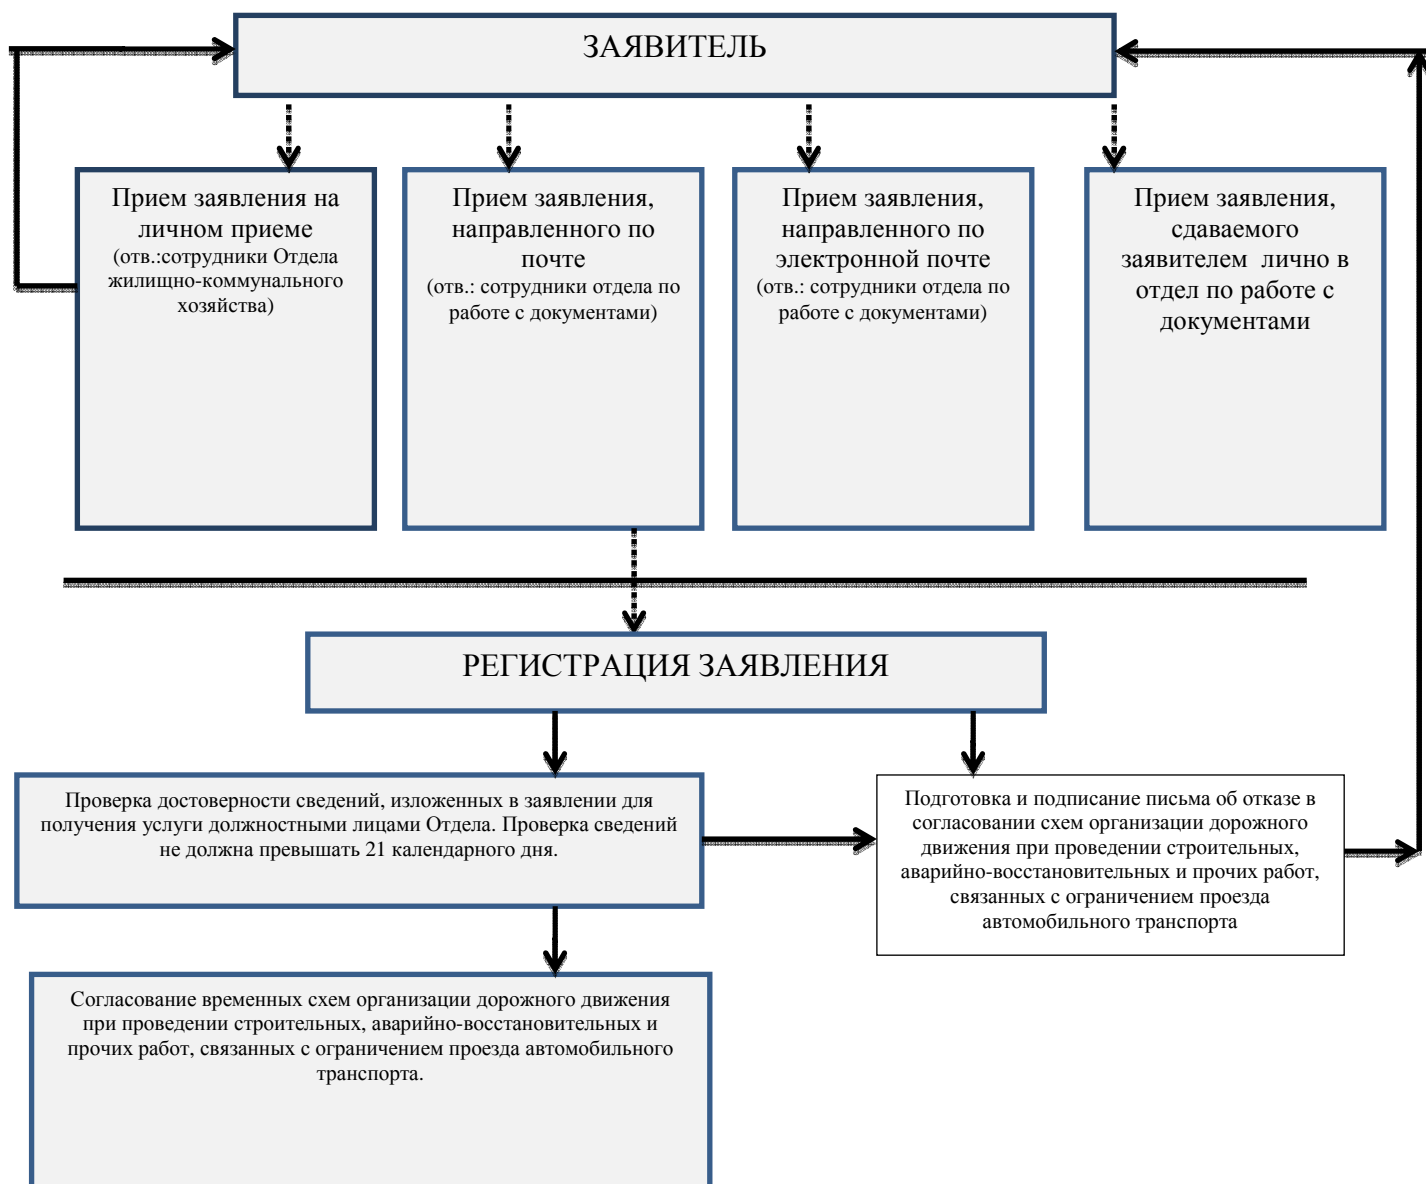 ЗАЯВИТЕЛЬ
Прием заявления на
личном приеме
(отв.:сотрудники Отдела
жилищно-коммунального
хозяйства)
Прием заявления,
направленного по
почте
(отв.: сотрудники отдела по
работе с документами)
Прием заявления,
направленного по
электронной почте
(отв.: сотрудники отдела по
работе с документами)
Прием заявления,
сдаваемого
заявителем лично в
отдел по работе с
документами
РЕГИСТРАЦИЯ ЗАЯВЛЕНИЯ
Проверка достоверности сведений, изложенных в заявлении для
получения услуги должностными лицами Отдела. Проверка сведений
не должна превышать 21 календарного дня.
Подготовка и подписание письма об отказе в
согласовании схем организации дорожного
движения при проведении строительных,
аварийно-восстановительных и прочих работ,
связанных с ограничением проезда
автомобильного транспорта
Согласование временных схем организации дорожного движения
при проведении строительных, аварийно-восстановительных и
прочих работ, связанных с ограничением проезда автомобильного
транспорта.